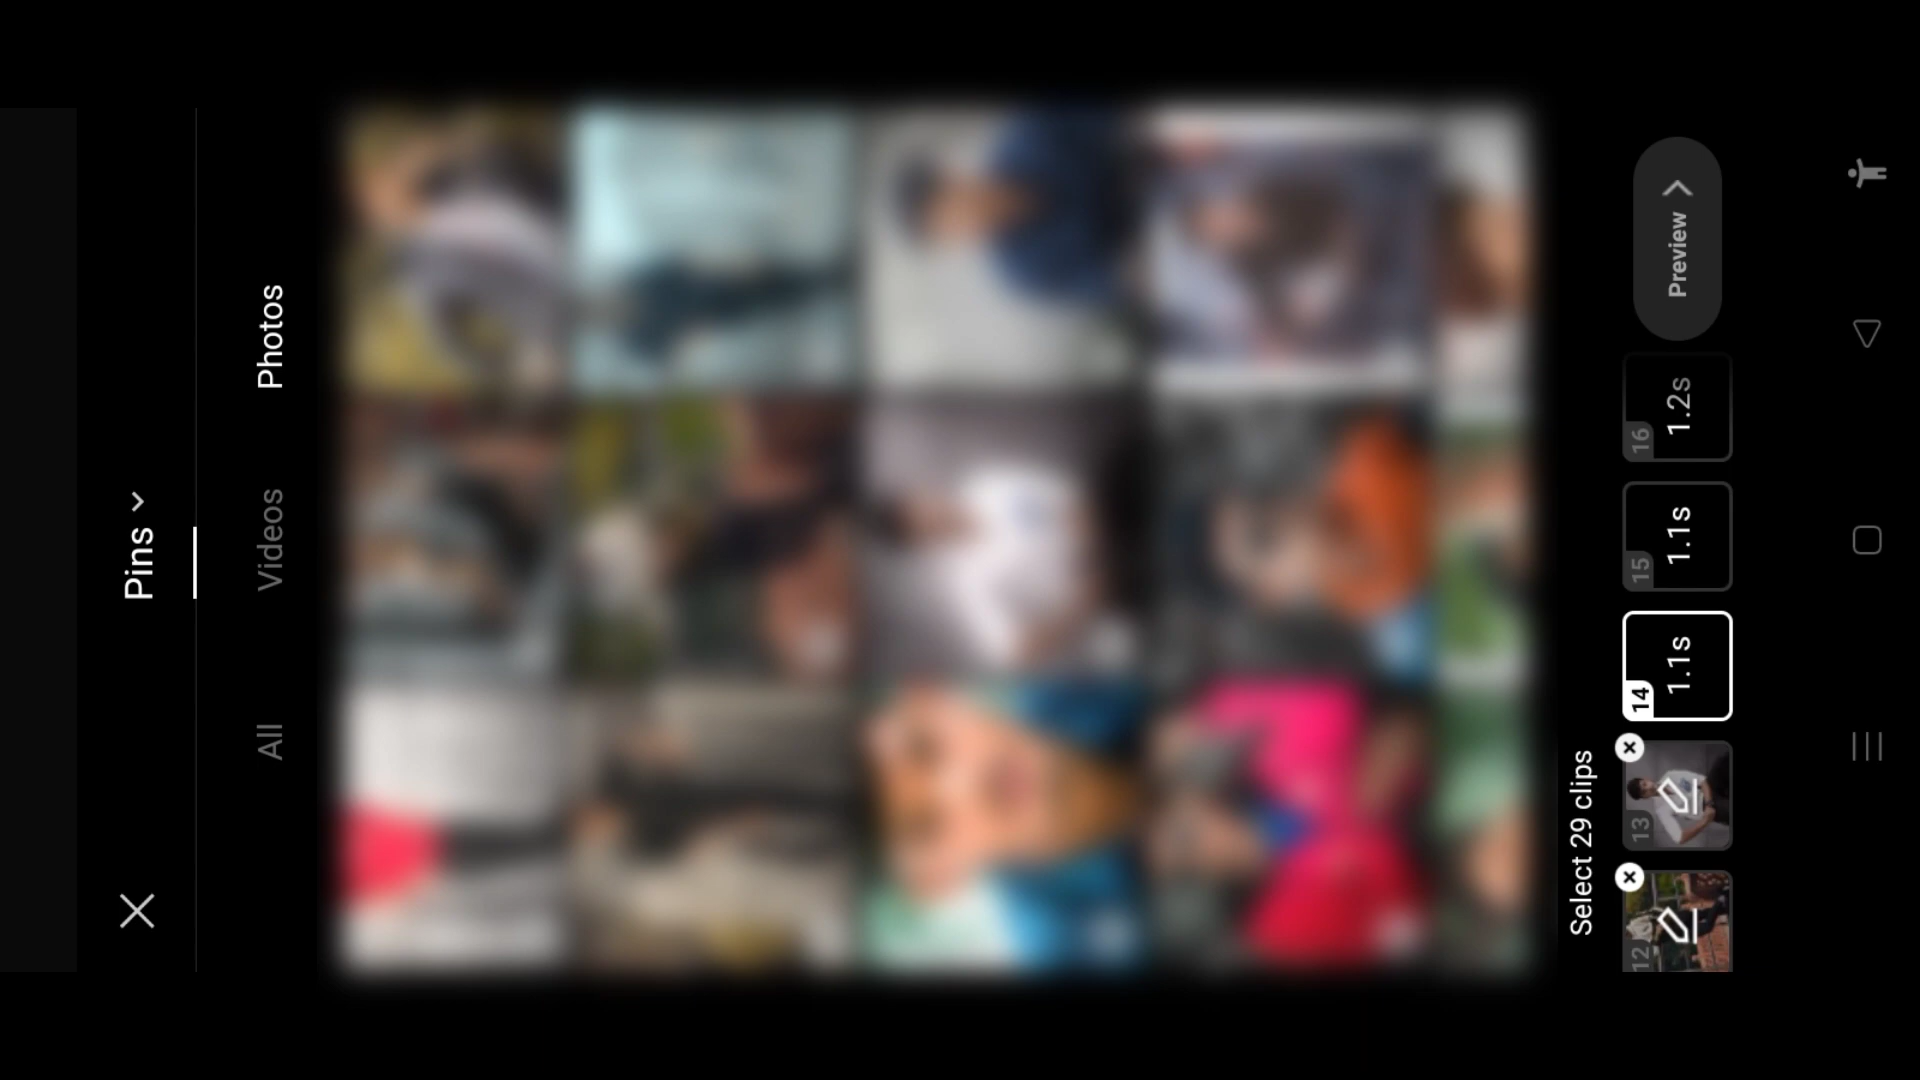 Pins
All Videos Photos
Select 29 clips
12 13 14 15 16
1.1s 1.1s 1.2s
Preview